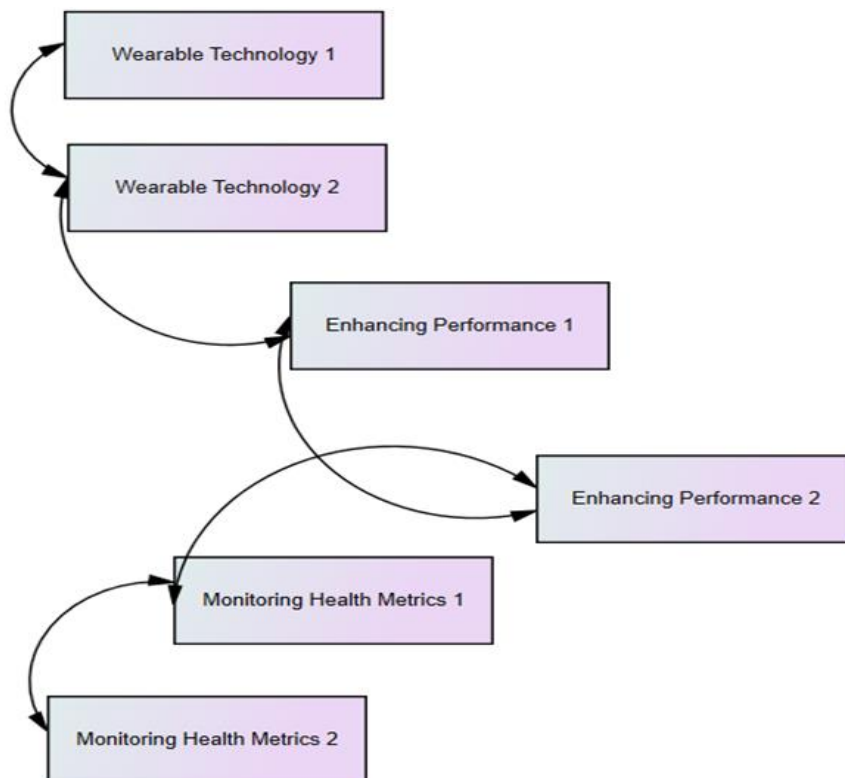 Wearable Technology 1
Wearable Technology 2
Enhancing Performance 1
Enhancing Performance 2
Monitoring Health Metrics 1
Monitoring Health Metrics 2